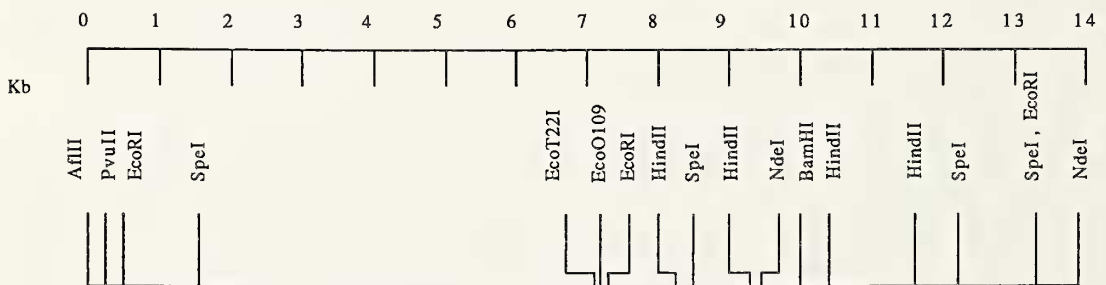 0 1 2 3 4 5 6 7 8 9 10 11 12 13 14
Kb
AflII PvuII EcoRI SpeI EcoT22I EcoO109 EcoRI HindII SpeI HindII NdeI BamHI HindII HindII SpeI SpeI , EcoRI NdeI